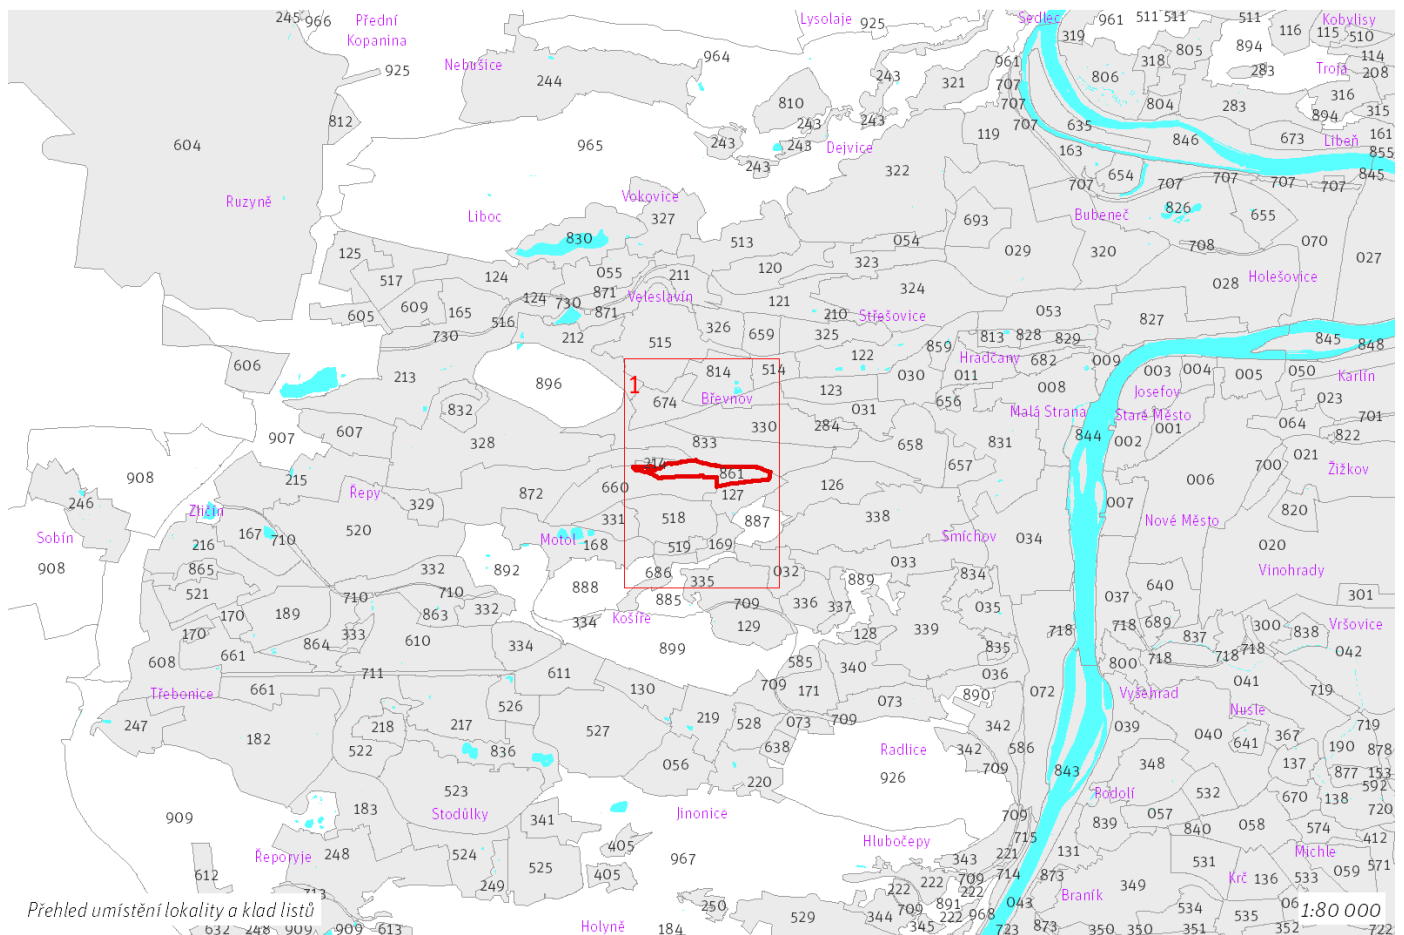 245 966 Přední Lysolaje 925 Sedlec 961 511 511 511 Kobylisy
Kopanina 319 116 115 510
Nebušice 964 805 894 114
925 244 243 321 961 318 283 Troja 208
707 806 316
812 810 707 804 283 894 315
604 243 243 707 635 673 161
965 243 243 Dejvice 119 163 846 Libeň 855
243 322 654 845
Vokovice 707 707 707 707 707
Ruzyně Liboc 327 693 Bubeneč 826 655
830 513 054 029 320 708 070 027
125 124 055 211 120 323 Holešovice
517 124 871 Veleslavín 121 324 028
609 165 730 871 210 053
605 516 326 659 Střešovice 827
730 212 515 325 859 813 828 829 845 848
606 213 122 Hradčany 682 009
896 1 814 514 030 011 008 003 004 005 050 Karlín
832 674 Břevnov 123 656 Josefov 023
607 031 Malá Strana Staré Město 701
907 328 833 330 284 658 831 844 002 001 064 822
908 214 861 657 700 021 Žižkov
215 Řepy 872 660 127 126 006
246 329 007 820
Zličín 331 518 887 338 Nové Město
Sobín 167 710 520 Motol 168 Smíchov 034 020
216 519 169
908 865 332 892 686 032 033 Vinohrady
521 888 335 889 834 640 301
710 710 885 709 336 337 037
170 189 863 332 Košíře 035 689 300
170 333 334 129 128 339 718 718 837 838 Vršovice
864 610 334 899 835 718 718 042
608 661 585 340 036 800 718
711 611 709 041
Třebonice 661 130 171 890 072 Vyšehrad 719
526 073 Nusle
247 218 217 219 528 073 709 342 039 719
182 527 638 Radlice 342 586 040 641 367 190 878
522 836 056 926 709 843 348 137 877 153
523 220 Podolí 532 592
183 Stodůlky 341 Jinonice 709 057 670 138 720
909 Hlubočepy 715 839 840 058 574 412
Řeporyje 248 405 967 343 221 131 531 Michle 571
524 525 405 714 873 Krč 136 533 059
612 249 222 222 709 222 Braník 349
713 250 709 891 043 534
Přehled umístění lokality a klad listů 529 344 222 968 535 1:80 000
632 248 909 909 613 Holyně 184 345 723 873 350 350 351 352 722